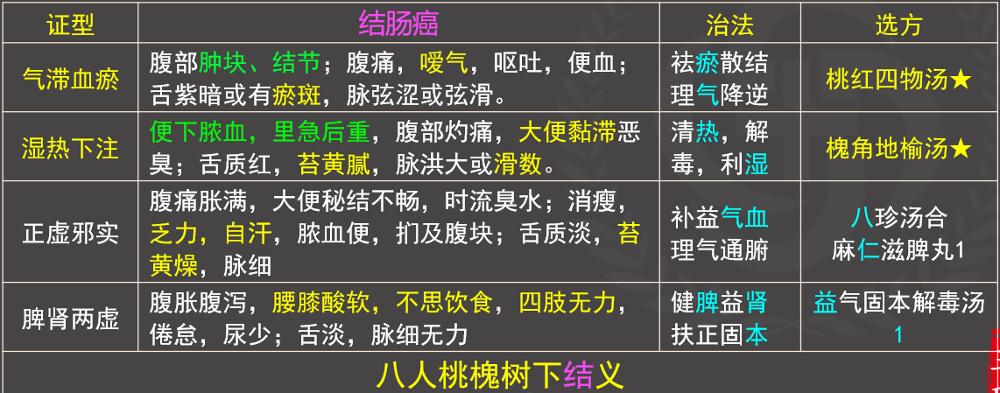 证型 结肠癌 治法 选方
气滞血瘀
腹部肿块、结节；腹痛，嗳气，呕吐，便血；
舌紫暗或有瘀斑，脉弦涩或弦滑。
祛瘀散结
理气降逆
桃红四物汤★
湿热下注
便下脓血，里急后重，腹部灼痛，大便黏滞恶
臭；舌质红，苔黄腻，脉洪大或滑数。
清热，解
毒，利湿
槐角地榆汤★
正虚邪实
腹痛胀满，大便秘结不畅，时流臭水；消瘦，
乏力，自汗，脓血便，扪及腹块；舌质淡，苔
黄燥，脉细
补益气血
理气通腑
八珍汤合
麻仁滋脾丸1
脾肾两虚
腹胀腹泻，腰膝酸软，不思饮食，四肢无力，
倦怠，尿少；舌淡，脉细无力
健脾益肾
扶正固本
益气固本解毒汤
1
八人桃槐树下结义